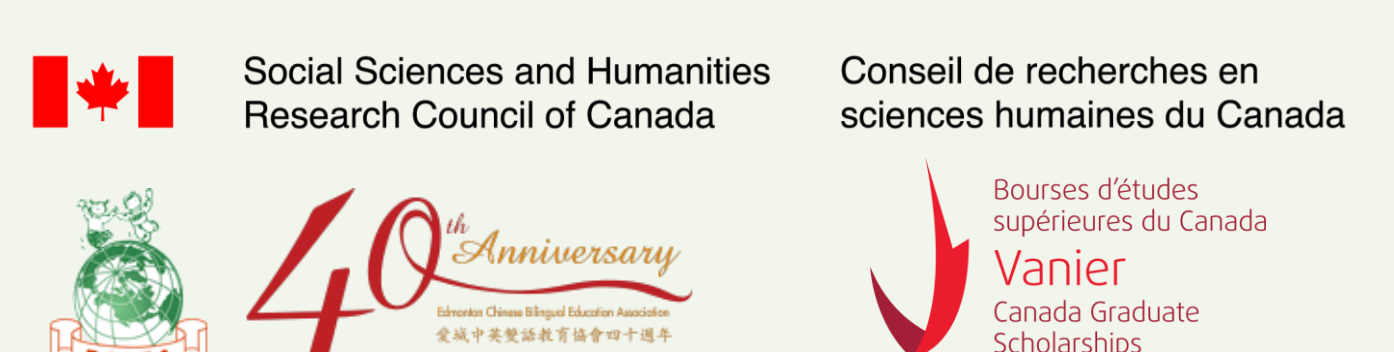 Social Sciences and Humanities
Research Council of Canada
Conseil de recherches en
sciences humaines du Canada
40th Anniversary
Edmonton Chinese Bilingual Education Association
愛城中英雙語教育協會四十週年
Bourses d'études
supérieures du Canada
Vanier
Canada Graduate
Scholarships